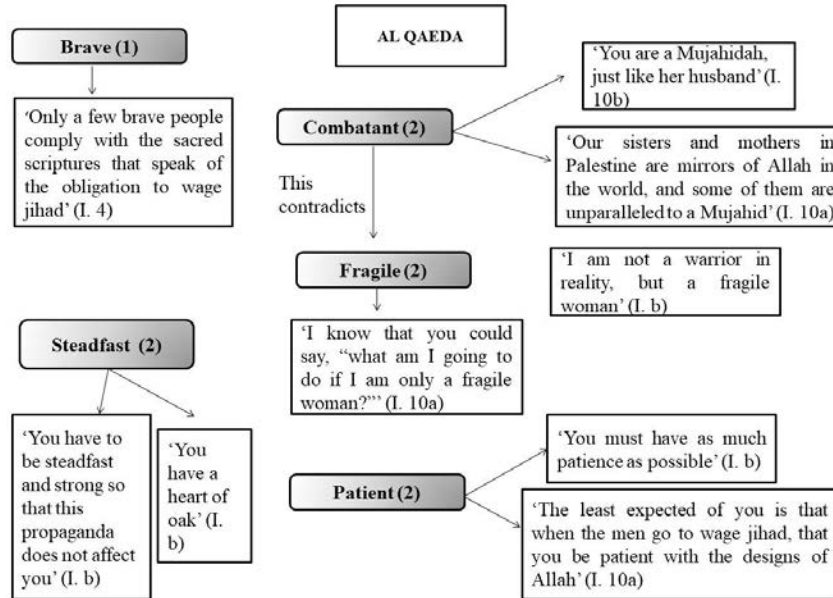 AL QAEDA
Brave (1)
‘Only a few brave people
comply with the sacred
scriptures that speak of
the obligation to wage
jihad’ (I. 4)
Combatant (2)
‘You are a Mujahidah,
just like her husband’ (I.
10b)
‘Our sisters and mothers in
Palestine are mirrors of Allah in
the world, and some of them are
unparalleled to a Mujahid’ (I. 10a)
This
contradicts
Fragile (2)
‘I am not a warrior in
reality, but a fragile
woman’ (I. b)
‘I know that you could
say, “what am I going to
do if I am only a fragile
woman?”’ (I. 10a)
Steadfast (2)
‘You have to
be steadfast
and strong so
that this
propaganda
does not affect
you’ (I. b)
‘You
have a
heart of
oak’ (I.
b)
Patient (2)
‘You must have as much
patience as possible’ (I. b)
‘The least expected of you is that
when the men go to wage jihad, that
you be patient with the designs of
Allah’ (I. 10a)